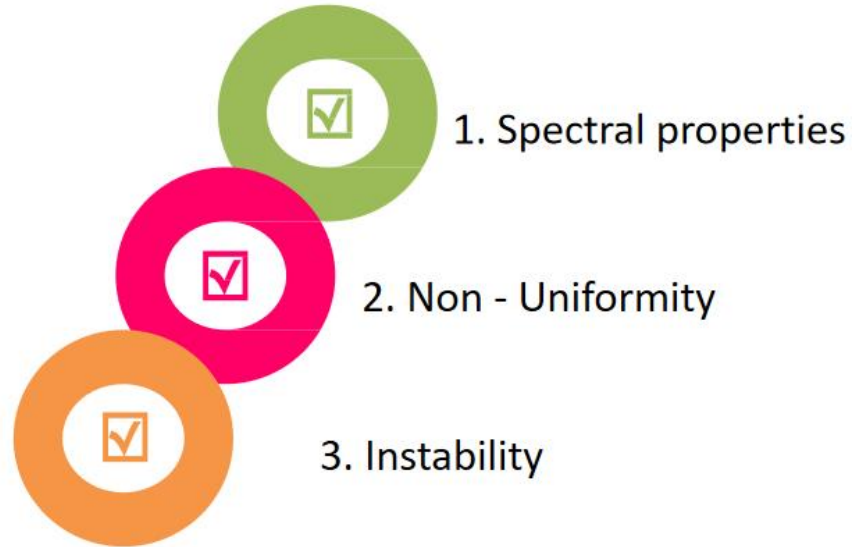 1. Spectral properties
2. Non - Uniformity
3. Instability